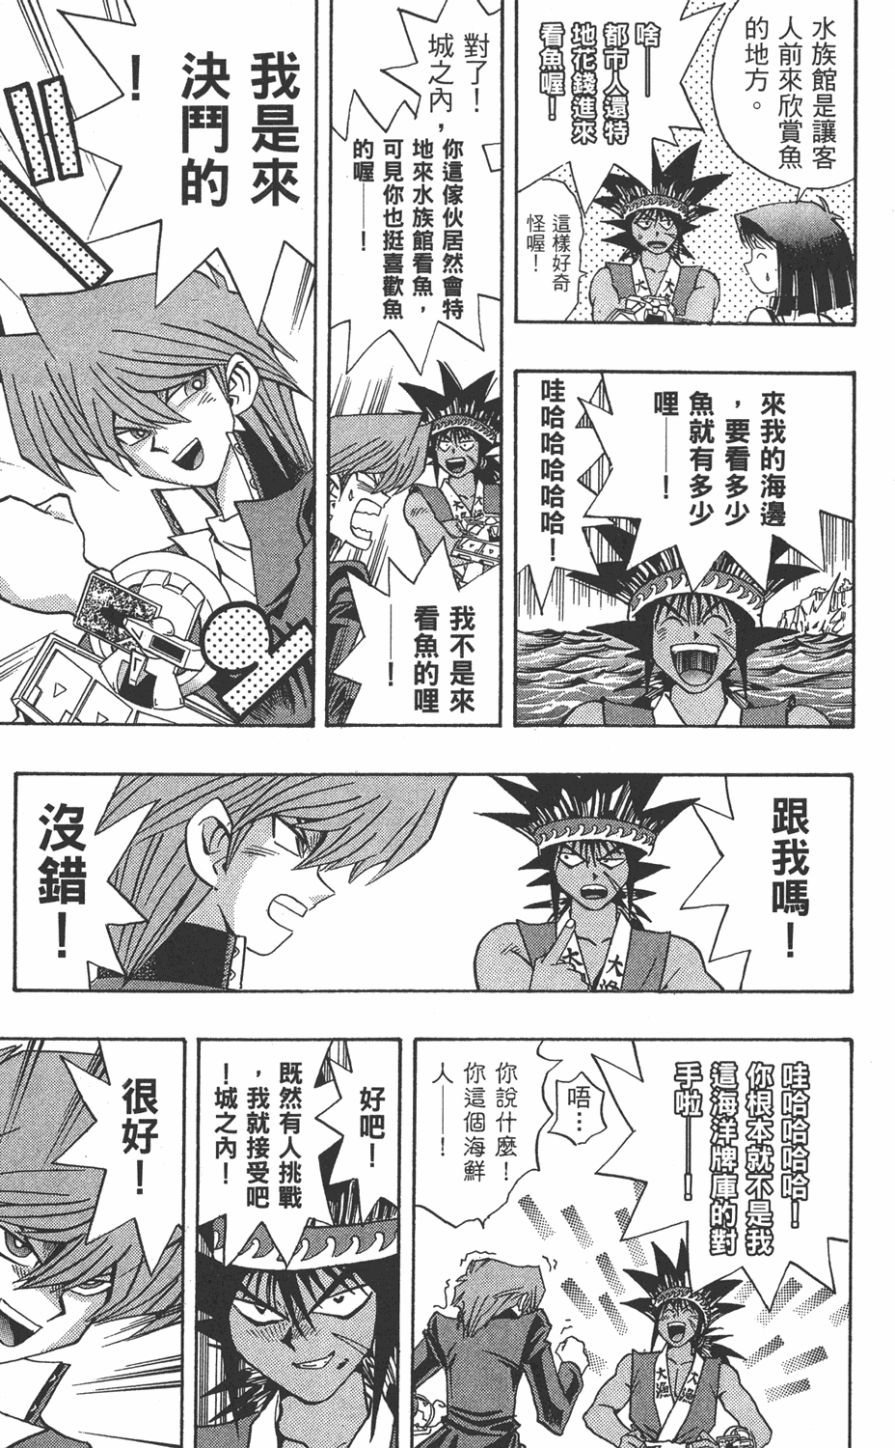 水族館是讓客
人前來欣賞魚
的地方。
啥——
都市人還特
地花錢進來
看魚喔！
這樣好奇
怪喔！
大漁
來我的海邊
，要看多少
魚就有多少
哩——！
哇哈哈哈哈哈！
對了！
城之內，
你這傢伙居然會特
地來水族館看魚，
可見你也挺喜歡魚
的喔——！
大漁
我不是來
看魚的哩
——！
我是來
決鬥的
！
跟我嗎！
大漁
沒錯！
哇哈哈哈哈！
你根本就不是我
這海洋牌庫的對
手啦——！
唔…
你說什麼！
你這個海鮮
人——！
大漁
好吧！
既然有人挑戰
，我就接受吧
！城之內！
很好！